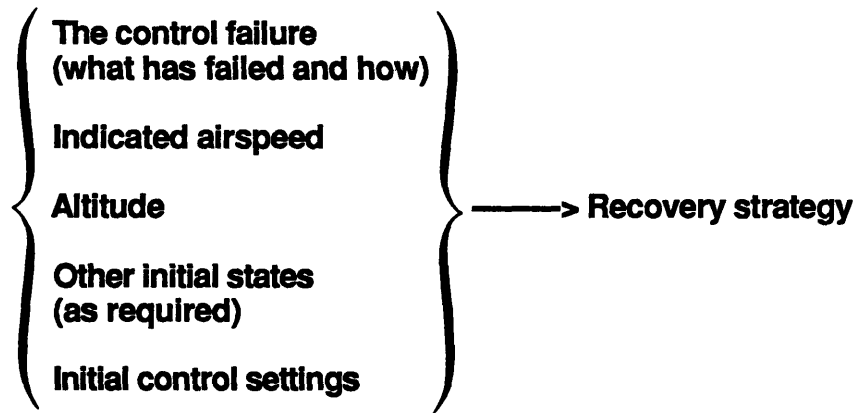 The control failure
(what has failed and how)
Indicated airspeed
Altitude
Other initial states
(as required)
Initial control settings
Recovery strategy